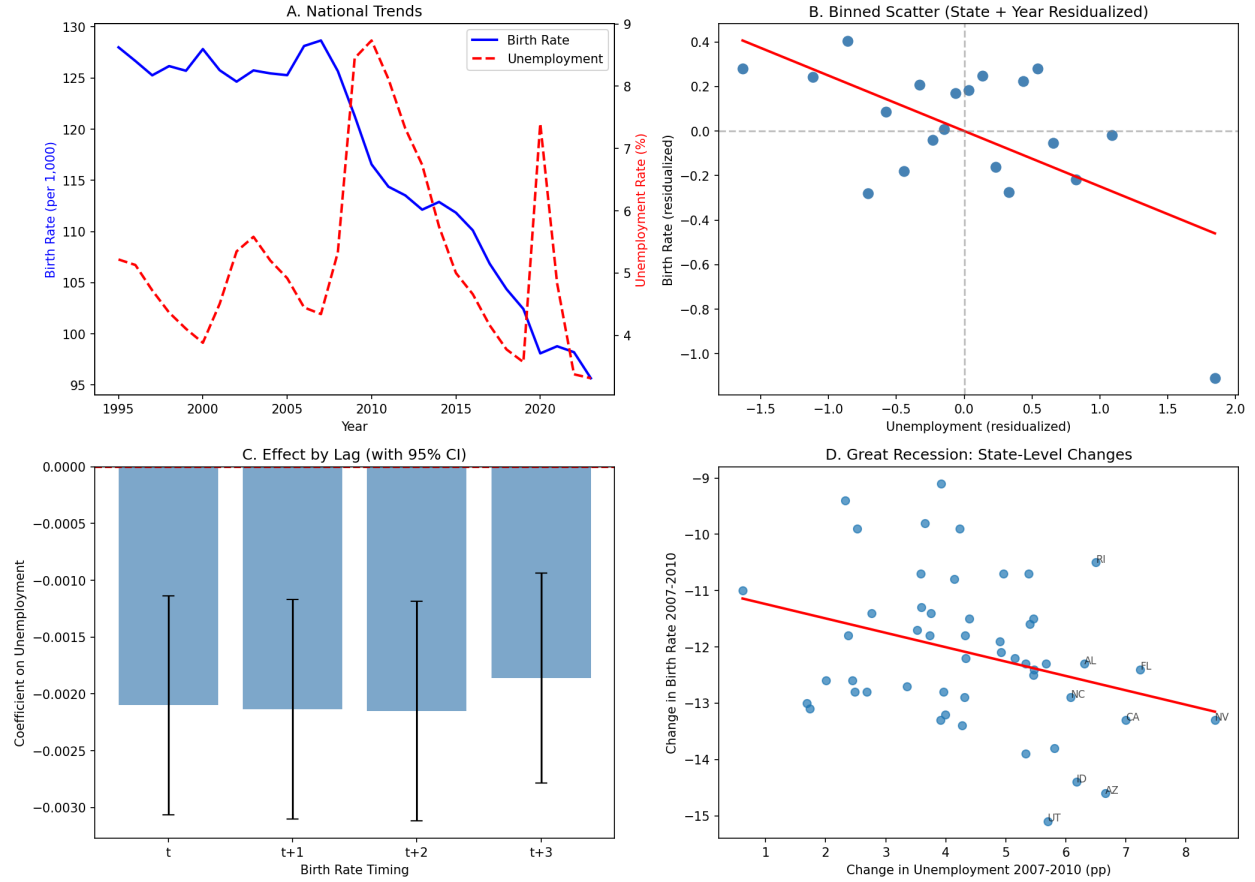 A. National Trends
130
125
120
115
110
105
100
95
Birth Rate (per 1,000)
9
8
7
6
5
4
Unemployment Rate (%)
Birth Rate
Unemployment
1995
2000
2005
2010
2015
2020
Year
B. Binned Scatter (State + Year Residualized)
0.4
0.2
0.0
−0.2
−0.4
−0.6
−0.8
−1.0
Birth Rate (residualized)
−1.5
−1.0
−0.5
0.0
0.5
1.0
1.5
2.0
Unemployment (residualized)
C. Effect by Lag (with 95% CI)
0.0000
−0.0005
−0.0010
−0.0015
−0.0020
−0.0025
−0.0030
Coefficient on Unemployment
t
t+1
t+2
t+3
Birth Rate Timing
D. Great Recession: State-Level Changes
−9
−10
−11
−12
−13
−14
−15
Change in Birth Rate 2007-2010
RI
AL
FL
NC
CA
NV
ID
AZ
UT
1
2
3
4
5
6
7
8
Change in Unemployment 2007-2010 (pp)